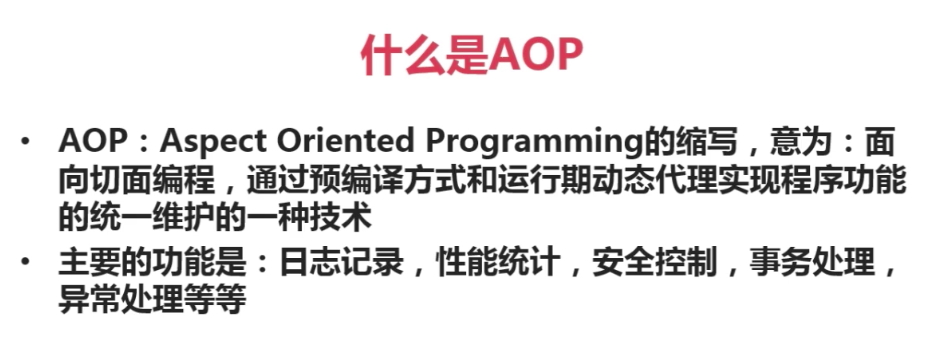 什么是AOP
• AOP：Aspect Oriented Programming的缩写，意为：面
向切面编程，通过预编译方式和运行期动态代理实现程序功能
的统一维护的一种技术
• 主要的功能是：日志记录，性能统计，安全控制，事务处理，
异常处理等等